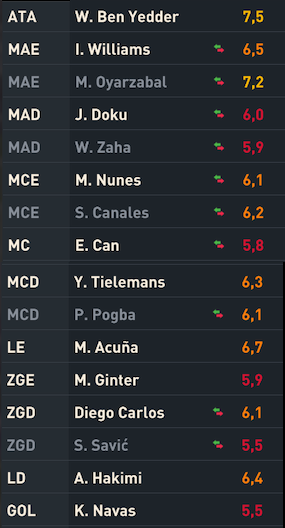 ATA W. Ben Yedder 7,5
MAE I. Williams 6,5
MAE M. Oyarzabal 7,2
MAD J. Doku 6,0
MAD W. Zaha 5,9
MCE M. Nunes 6,1
MCE S. Canales 6,2
MC E. Can 5,8
MCD Y. Tielemans 6,3
MCD P. Pogba 6,1
LE M. Acuña 6,7
ZGE M. Ginter 5,9
ZGD Diego Carlos 6,1
ZGD S. Savić 5,5
LD A. Hakimi 6,4
GOL K. Navas 5,5